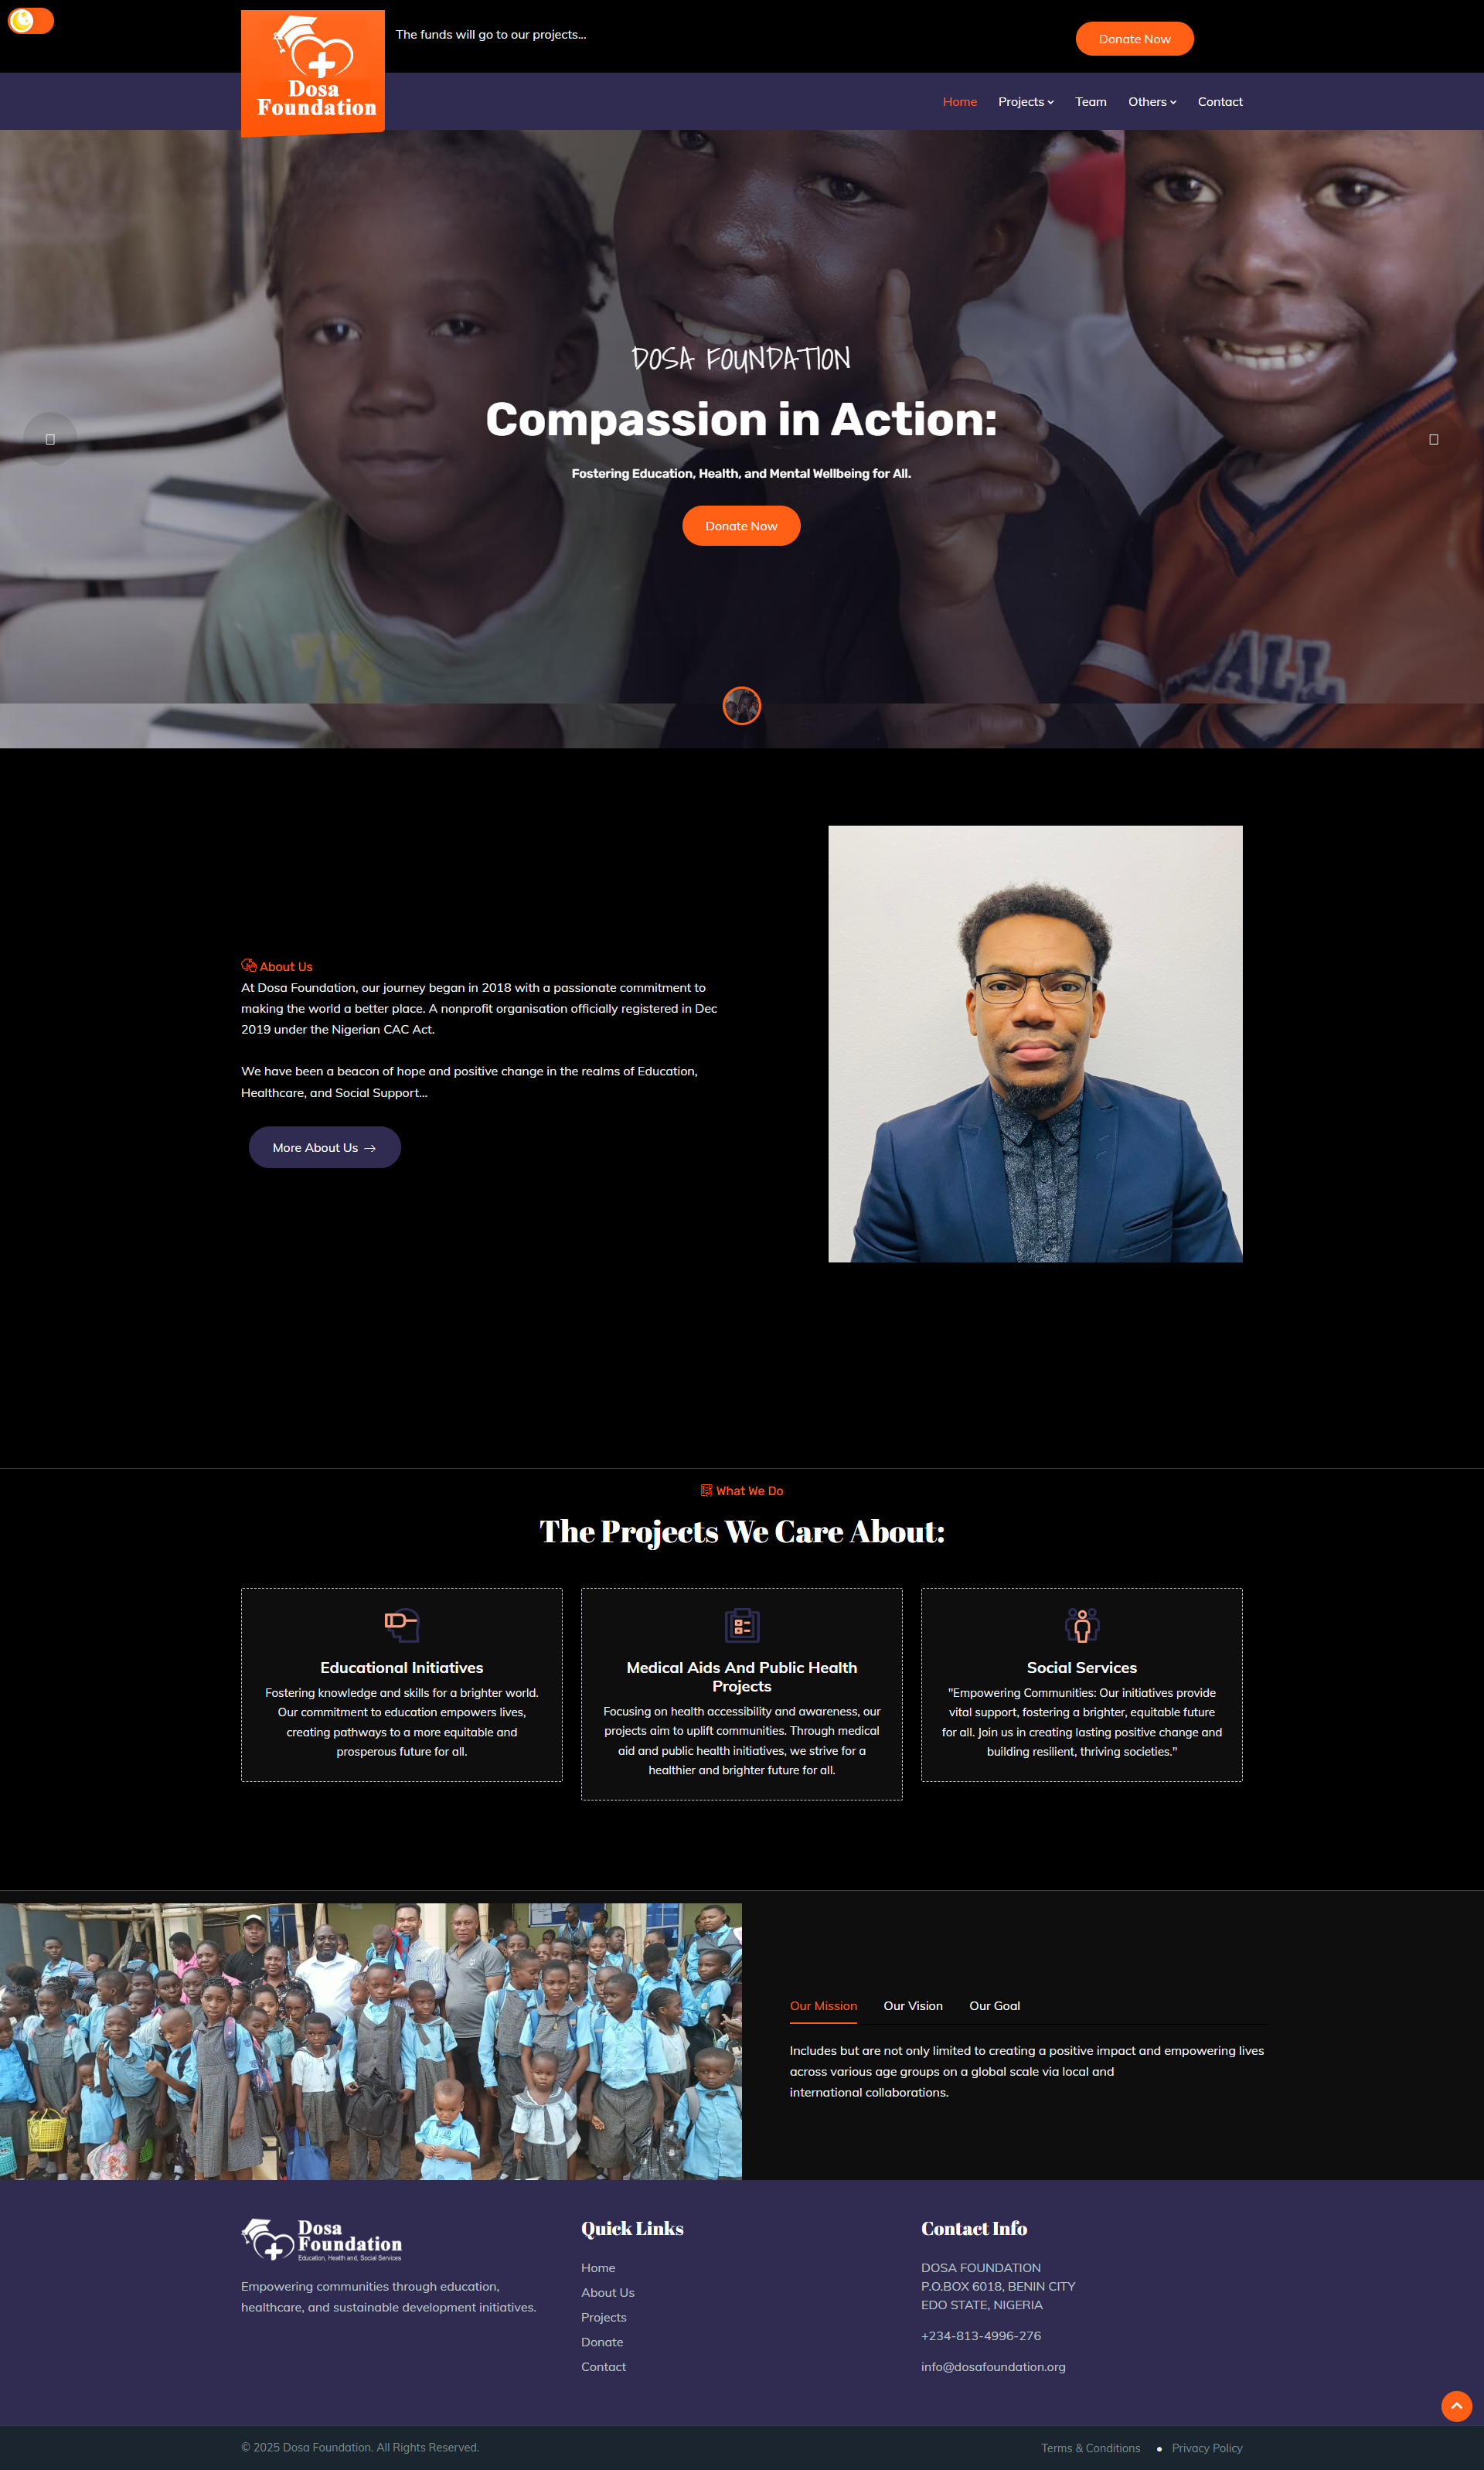 Dosa
Foundation
The funds will go to our projects...
Donate Now
Home Projects Team Others Contact
DOSA FOUNDATION
Compassion in Action:
Fostering Education, Health, and Mental Wellbeing for All.
Donate Now
ALL
About Us
At Dosa Foundation, our journey began in 2018 with a passionate commitment to
making the world a better place. A nonprofit organisation officially registered in Dec
2019 under the Nigerian CAC Act.
We have been a beacon of hope and positive change in the realms of Education,
Healthcare, and Social Support...
More About Us
What We Do
The Projects We Care About:
Educational Initiatives
Fostering knowledge and skills for a brighter world.
Our commitment to education empowers lives,
creating pathways to a more equitable and
prosperous future for all.
Medical Aids And Public Health
Projects
Focusing on health accessibility and awareness, our
projects aim to uplift communities. Through medical
aid and public health initiatives, we strive for a
healthier and brighter future for all.
Social Services
"Empowering Communities: Our initiatives provide
vital support, fostering a brighter, equitable future
for all. Join us in creating lasting positive change and
building resilient, thriving societies."
Our Mission Our Vision Our Goal
Includes but are not only limited to creating a positive impact and empowering lives
across various age groups on a global scale via local and
international collaborations.
Dosa
Foundation
Education, Health and, Social Services
Empowering communities through education,
healthcare, and sustainable development initiatives.
Quick Links
Home
About Us
Projects
Donate
Contact
Contact Info
DOSA FOUNDATION
P.O.BOX 6018, BENIN CITY
EDO STATE, NIGERIA
+234-813-4996-276
info@dosafoundation.org
© 2025 Dosa Foundation. All Rights Reserved.
Terms & Conditions • Privacy Policy